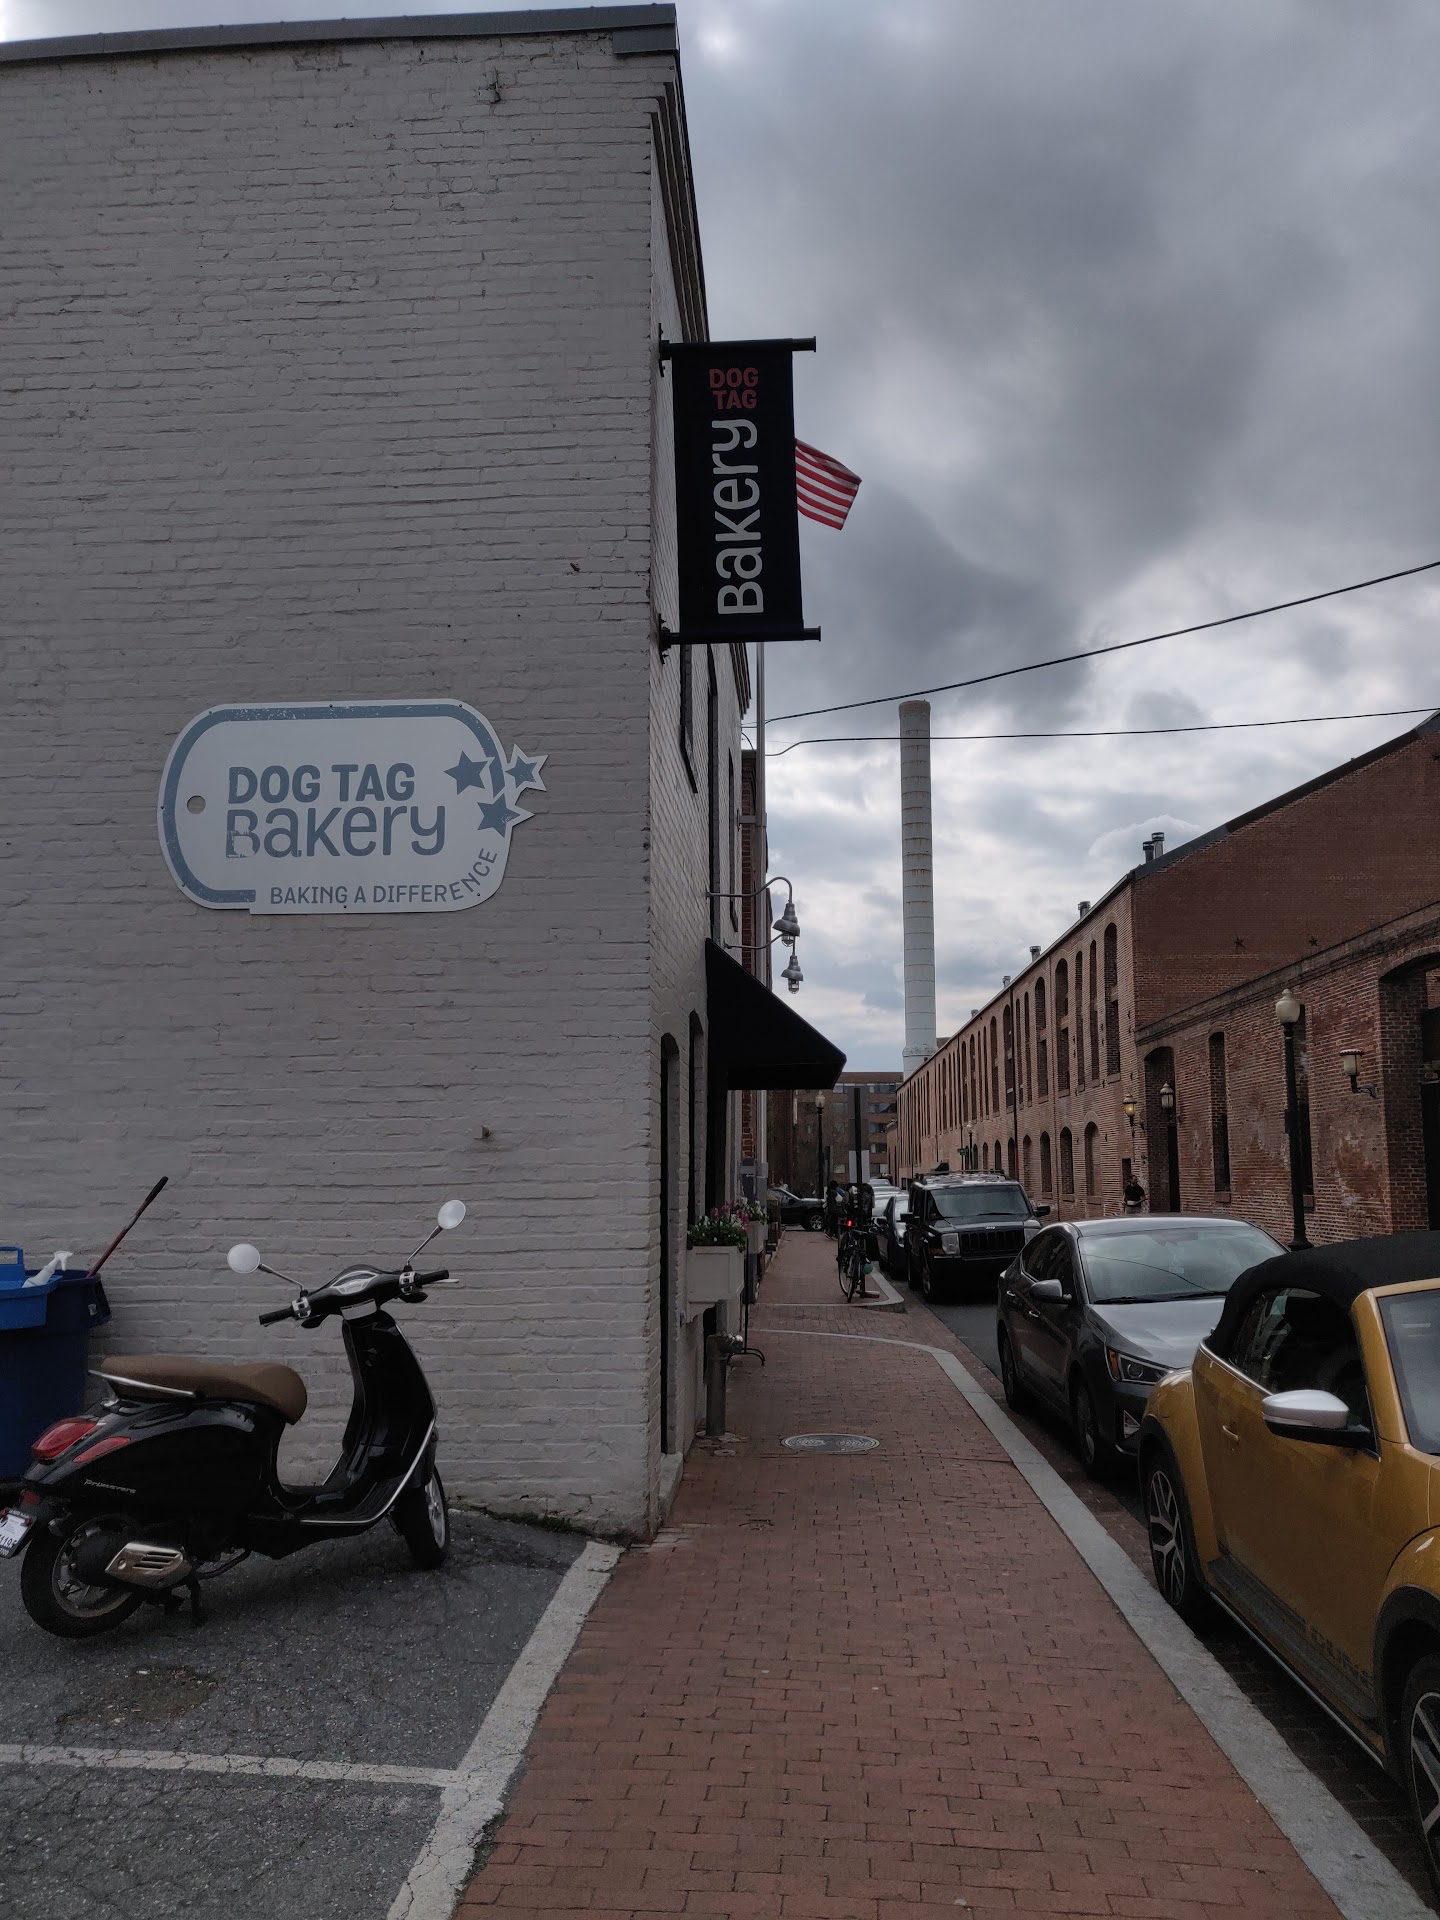 DOG
TAG
Bakery
DOG TAG
Bakery
BAKING A DIFFERENCE
Primavera